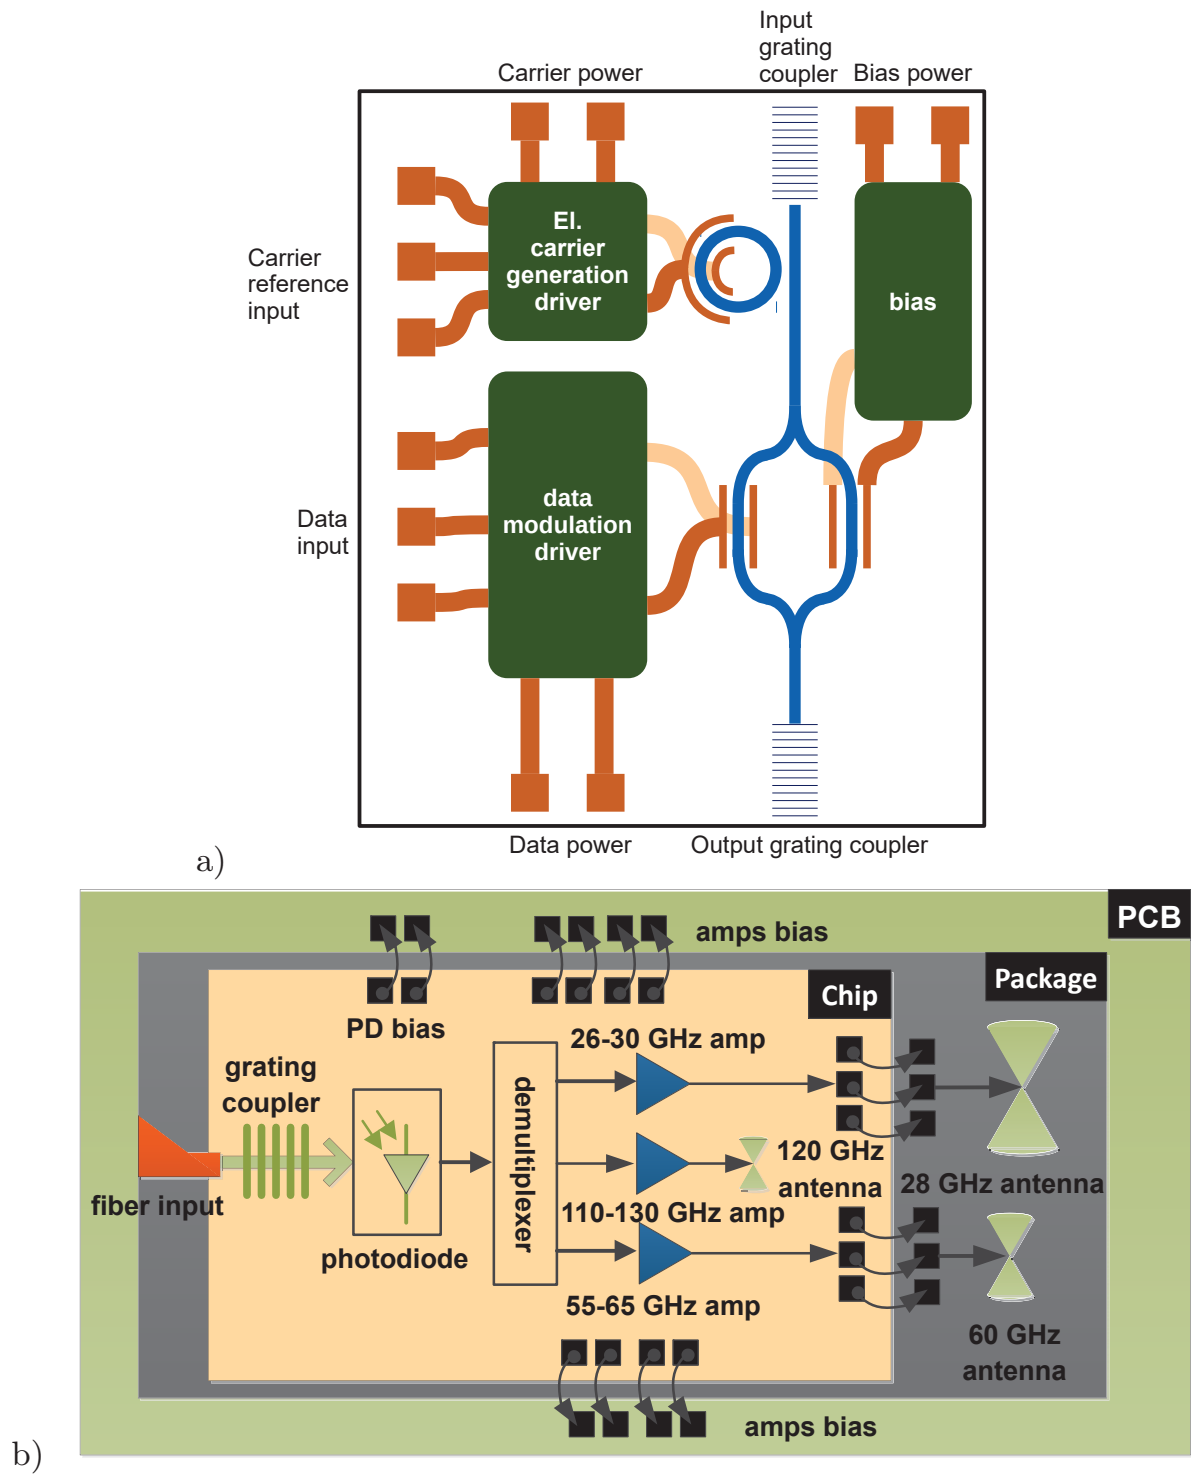 Input
grating
coupler
Carrier power
Bias power
El.
carrier
generation
driver
Carrier
reference
input
bias
data
modulation
driver
Data
input
Data power
Output grating coupler
a)
PCB
amps bias
Package
Chip
PD bias
26-30 GHz amp
grating
coupler
demultiplexer
120 GHz
antenna
28 GHz antenna
fiber input
110-130 GHz amp
photodiode
55-65 GHz amp
60 GHz
antenna
amps bias
b)